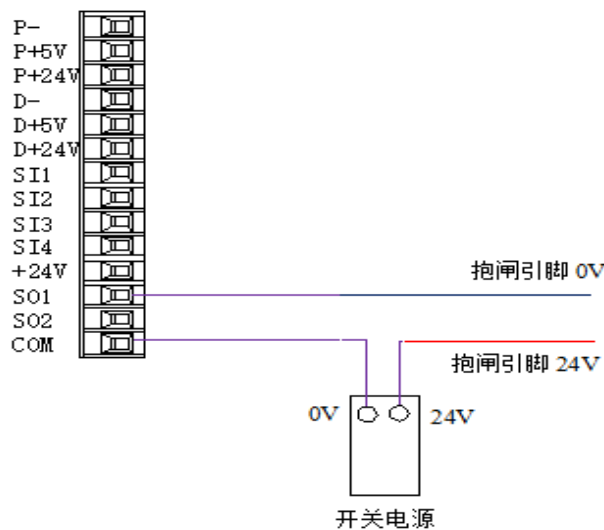 P-
P+5V
P+24V
D-
D+5V
D+24V
SI1
SI2
SI3
SI4
+24V
SO1
SO2
COM
抱闸引脚 0V
抱闸引脚 24V
0V
24V
开关电源